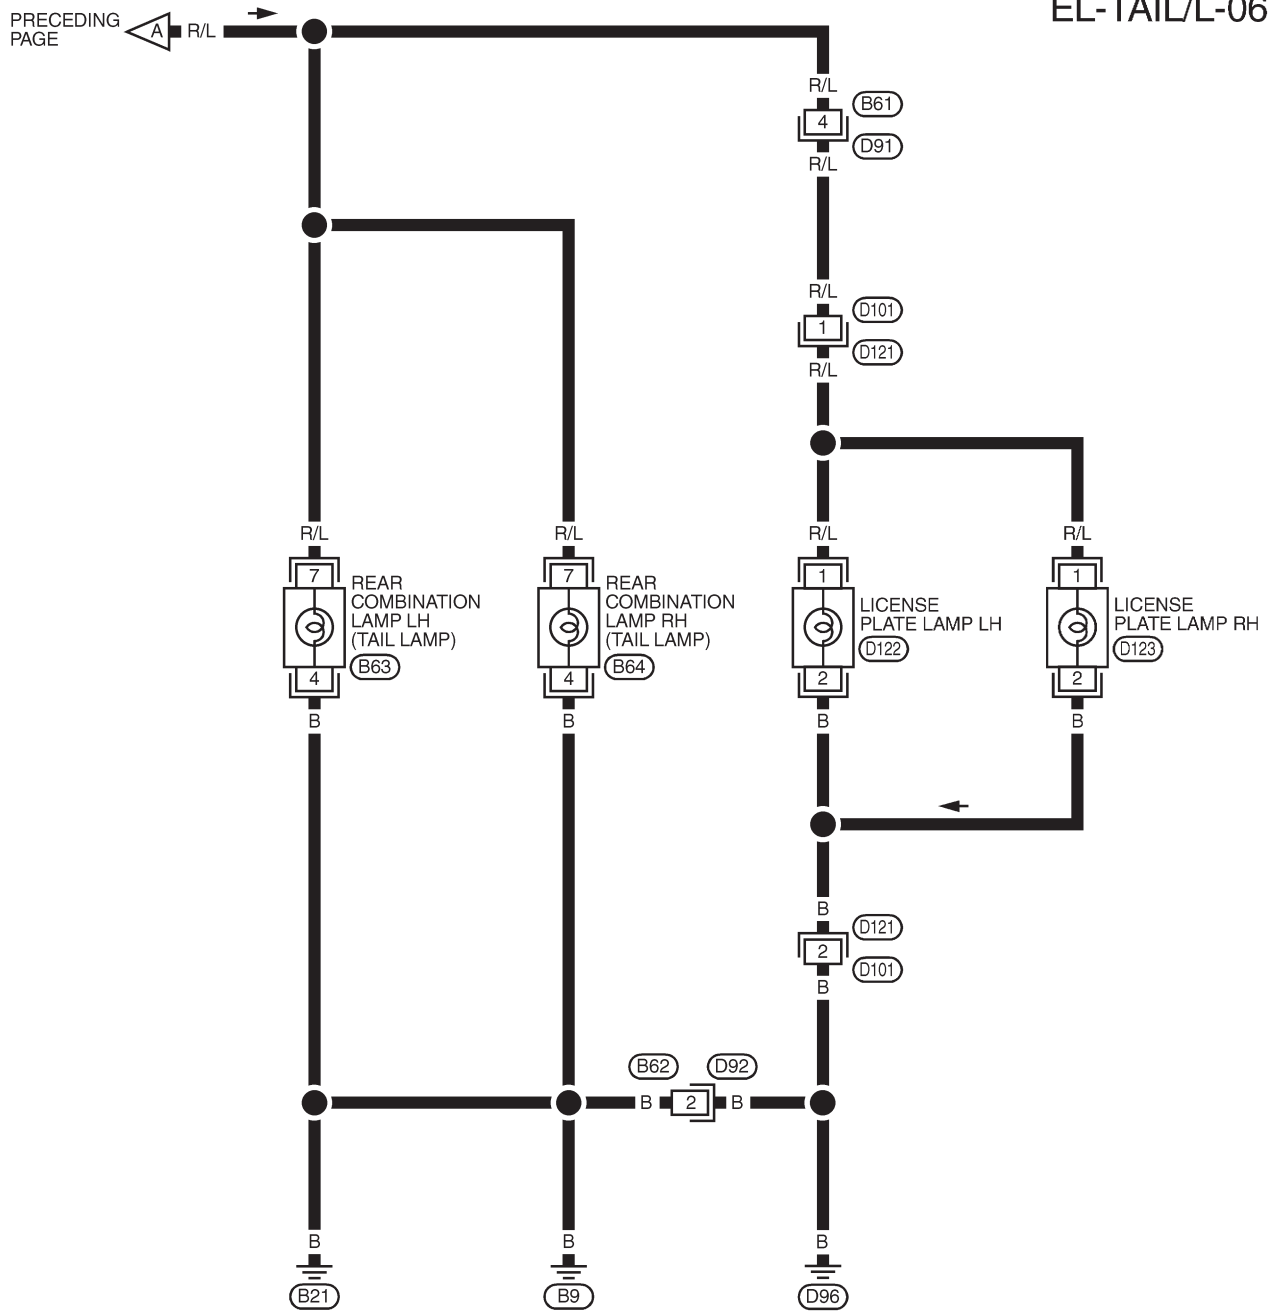 EL-TAIL/L-06
PRECEDING
PAGE
A
R/L
R/L
B61
4
D91
R/L
R/L
D101
1
D121
R/L
R/L
R/L
R/L
R/L
7
7
1
1
REAR
COMBINATION
LAMP LH
(TAIL LAMP)
B63
REAR
COMBINATION
LAMP RH
(TAIL LAMP)
B64
LICENSE
PLATE LAMP LH
D122
LICENSE
PLATE LAMP RH
D123
4
4
2
2
B
B
B
B
B
D121
2
D101
B
B62
D92
B
2
B
B
B
B
B21
B9
D96